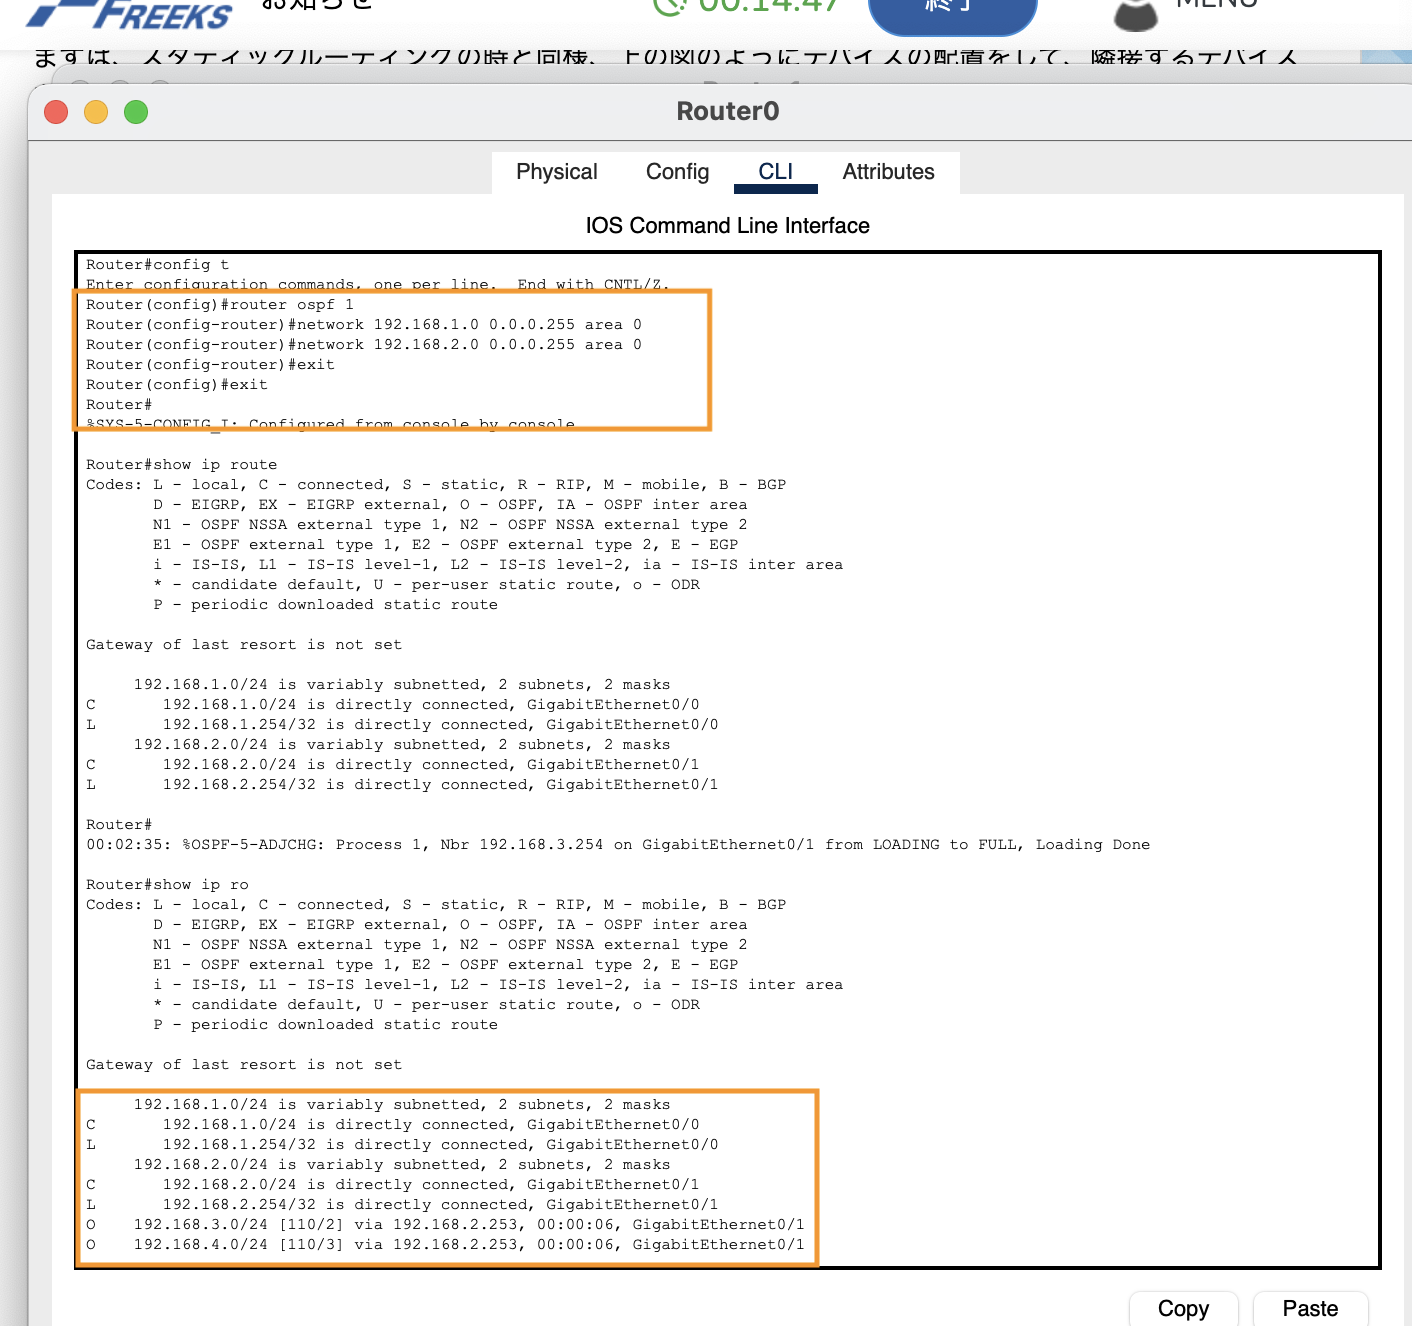 FREEKS
お知らせ
00:14:47
終了
MENU
まずは、スタティックルーティングの時と同様、上の図のようにデバイスの配置をして、隣接するデバイス
Router0
Physical Config CLI Attributes
IOS Command Line Interface
Router#config t
Enter configuration commands, one per line.  End with CNTL/Z.
Router(config)#router ospf 1
Router(config-router)#network 192.168.1.0 0.0.0.255 area 0
Router(config-router)#network 192.168.2.0 0.0.0.255 area 0
Router(config-router)#exit
Router(config)#exit
Router#
%SYS-5-CONFIG_I: Configured from console by console
Router#show ip route
Codes: L - local, C - connected, S - static, R - RIP, M - mobile, B - BGP
D - EIGRP, EX - EIGRP external, O - OSPF, IA - OSPF inter area
N1 - OSPF NSSA external type 1, N2 - OSPF NSSA external type 2
E1 - OSPF external type 1, E2 - OSPF external type 2, E - EGP
i - IS-IS, L1 - IS-IS level-1, L2 - IS-IS level-2, ia - IS-IS inter area
* - candidate default, U - per-user static route, o - ODR
P - periodic downloaded static route
Gateway of last resort is not set
192.168.1.0/24 is variably subnetted, 2 subnets, 2 masks
C 192.168.1.0/24 is directly connected, GigabitEthernet0/0
L 192.168.1.254/32 is directly connected, GigabitEthernet0/0
192.168.2.0/24 is variably subnetted, 2 subnets, 2 masks
C 192.168.2.0/24 is directly connected, GigabitEthernet0/1
L 192.168.2.254/32 is directly connected, GigabitEthernet0/1
Router#
00:02:35: %OSPF-5-ADJCHG: Process 1, Nbr 192.168.3.254 on GigabitEthernet0/1 from LOADING to FULL, Loading Done
Router#show ip ro
Codes: L - local, C - connected, S - static, R - RIP, M - mobile, B - BGP
D - EIGRP, EX - EIGRP external, O - OSPF, IA - OSPF inter area
N1 - OSPF NSSA external type 1, N2 - OSPF NSSA external type 2
E1 - OSPF external type 1, E2 - OSPF external type 2, E - EGP
i - IS-IS, L1 - IS-IS level-1, L2 - IS-IS level-2, ia - IS-IS inter area
* - candidate default, U - per-user static route, o - ODR
P - periodic downloaded static route
Gateway of last resort is not set
192.168.1.0/24 is variably subnetted, 2 subnets, 2 masks
C 192.168.1.0/24 is directly connected, GigabitEthernet0/0
L 192.168.1.254/32 is directly connected, GigabitEthernet0/0
192.168.2.0/24 is variably subnetted, 2 subnets, 2 masks
C 192.168.2.0/24 is directly connected, GigabitEthernet0/1
L 192.168.2.254/32 is directly connected, GigabitEthernet0/1
O 192.168.3.0/24 [110/2] via 192.168.2.253, 00:00:06, GigabitEthernet0/1
O 192.168.4.0/24 [110/3] via 192.168.2.253, 00:00:06, GigabitEthernet0/1
Copy Paste